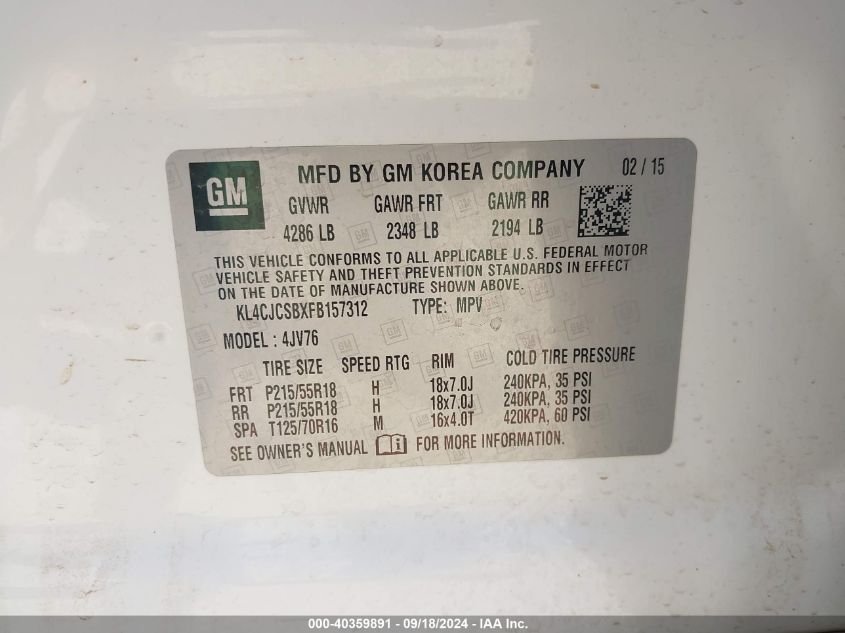 GM
MFD BY GM KOREA COMPANY 02 / 15
GVWR GAWR FRT GAWR RR
4286 LB 2348 LB 2194 LB
THIS VEHICLE CONFORMS TO ALL APPLICABLE U.S. FEDERAL MOTOR
VEHICLE SAFETY AND THEFT PREVENTION STANDARDS IN EFFECT
ON THE DATE OF MANUFACTURE SHOWN ABOVE.
KL4CJCSBXFB157312 TYPE: MPV
MODEL : 4JV76
TIRE SIZE SPEED RTG RIM COLD TIRE PRESSURE
FRT P215/55R18 H 18x7.0J 240KPA, 35 PSI
RR P215/55R18 H 18x7.0J 240KPA, 35 PSI
SPA T125/70R16 M 16x4.0T 420KPA, 60 PSI
SEE OWNER'S MANUAL i FOR MORE INFORMATION.
000-40359891 - 09/18/2024 - IAA Inc.